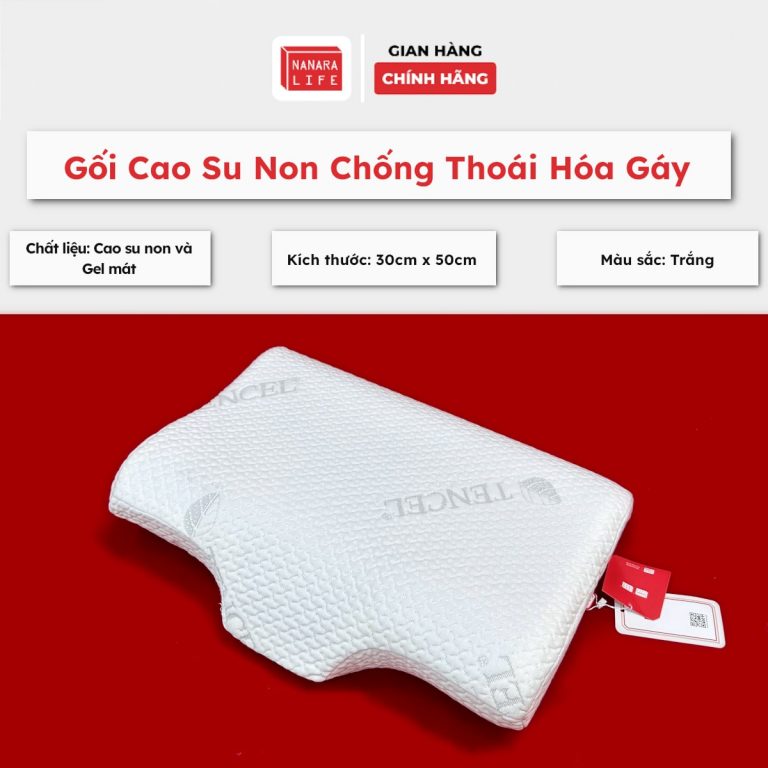 NANARA
LIFE
GIAN HÀNG
CHÍNH HÃNG
Gối Cao Su Non Chống Thoái Hóa Gáy
Chất liệu: Cao su non và
Gel mát
Kích thước: 30cm x 50cm
Màu sắc: Trắng
TENCEL
TENCEL®
EL®